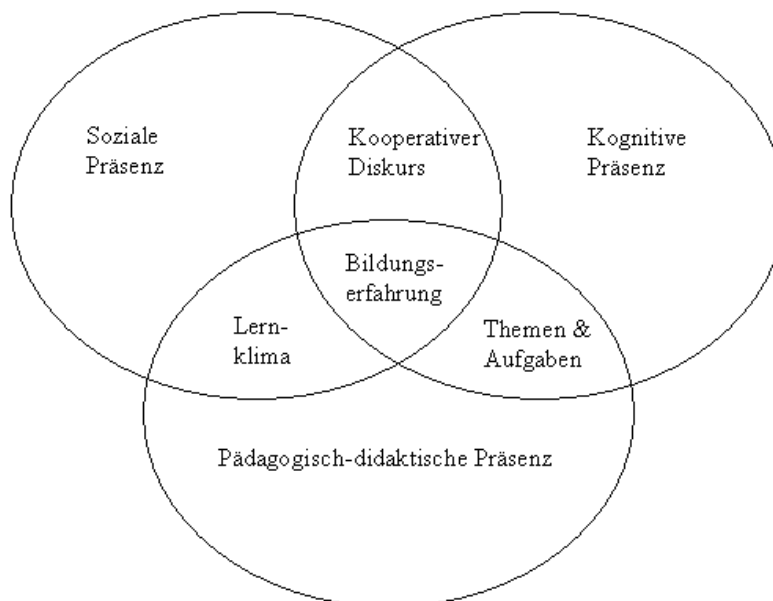 Soziale
Präsenz
Kooperativer
Diskurs
Kognitive
Präsenz
Bildungs-
erfahrung
Lern-
klima
Themen &
Aufgaben
Pädagogisch-didaktische Präsenz